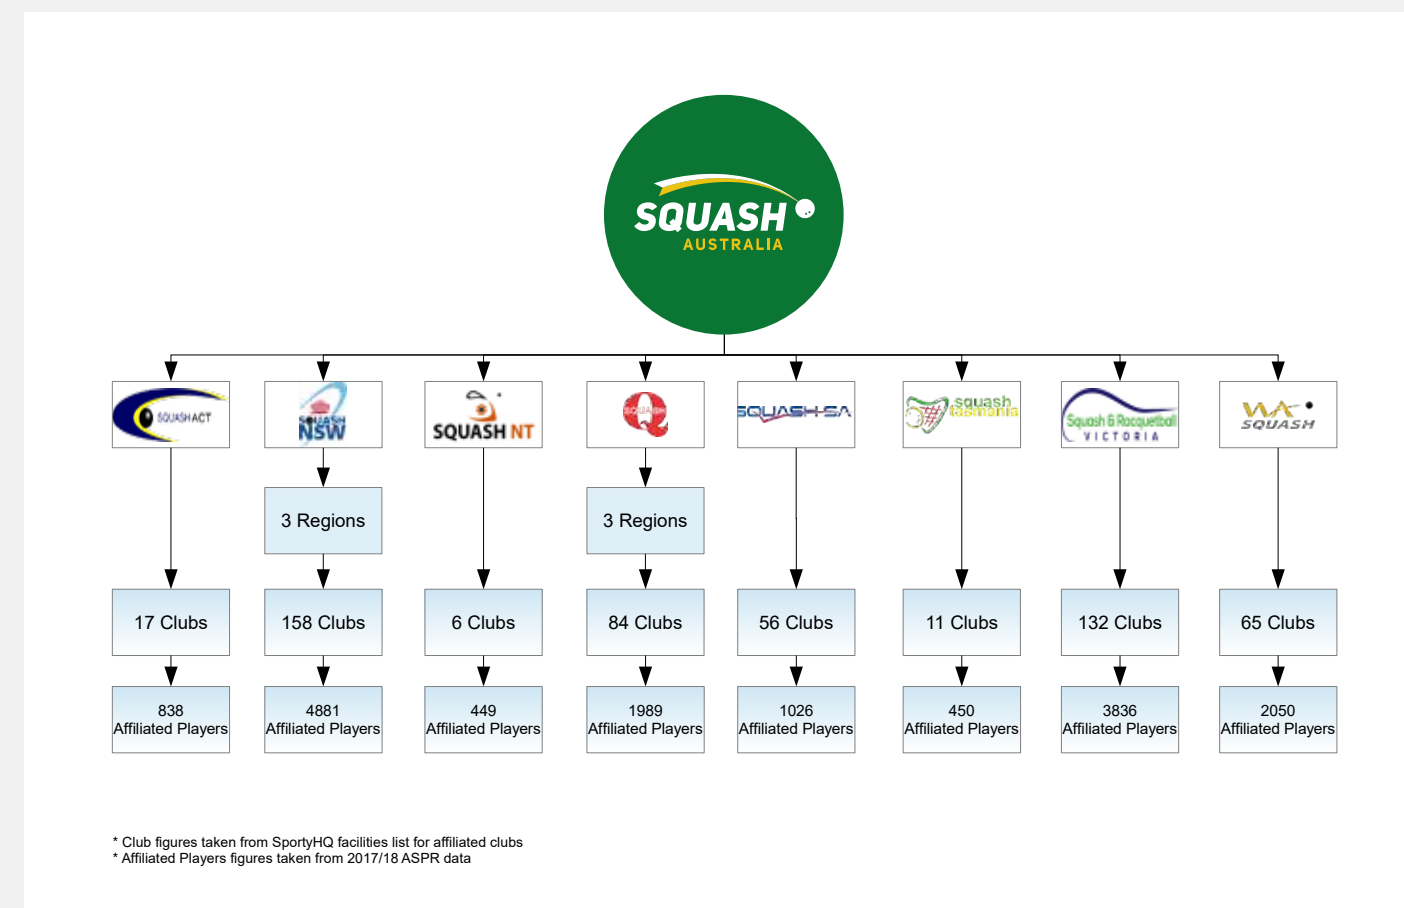 SQUASH
AUSTRALIA
SQUASH ACT
SQUASH
NSW
SQUASH NT
SQUASH
Q
SQUASH-SA
squash
tasmania
Squash & Racquetball
VICTORIA
WA
SQUASH
3 Regions
3 Regions
17 Clubs
158 Clubs
6 Clubs
84 Clubs
56 Clubs
11 Clubs
132 Clubs
65 Clubs
838
Affiliated Players
4881
Affiliated Players
449
Affiliated Players
1989
Affiliated Players
1026
Affiliated Players
450
Affiliated Players
3836
Affiliated Players
2050
Affiliated Players
* Club figures taken from SportyHQ facilities list for affiliated clubs
* Affiliated Players figures taken from 2017/18 ASPR data